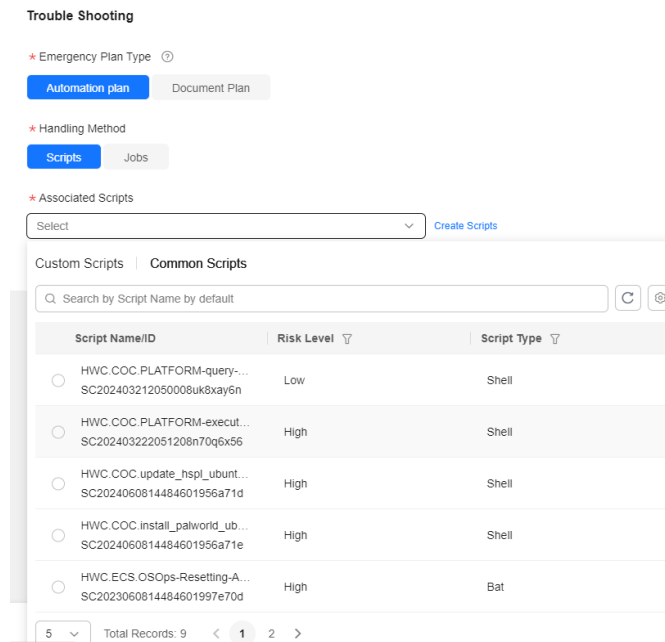 Trouble Shooting
* Emergency Plan Type ?
Automation plan Document Plan
* Handling Method
Scripts Jobs
* Associated Scripts
Select Create Scripts
Custom Scripts Common Scripts
Search by Script Name by default
Script Name/ID Risk Level Script Type
HWC.COC.PLATFORM-query-...
SC202403212050008uk8xay6n
Low Shell
HWC.COC.PLATFORM-execut...
SC202403222051208n70q6x56
High Shell
HWC.COC.update_hspl_ubunt...
SC2024060814484601956a71d
High Shell
HWC.COC.install_palworld_ub...
SC2024060814484601956a71e
High Shell
HWC.ECS.OSOps-Resetting-A...
SC2023060814484601997e70d
High Bat
5 Total Records: 9 < 1 2 >